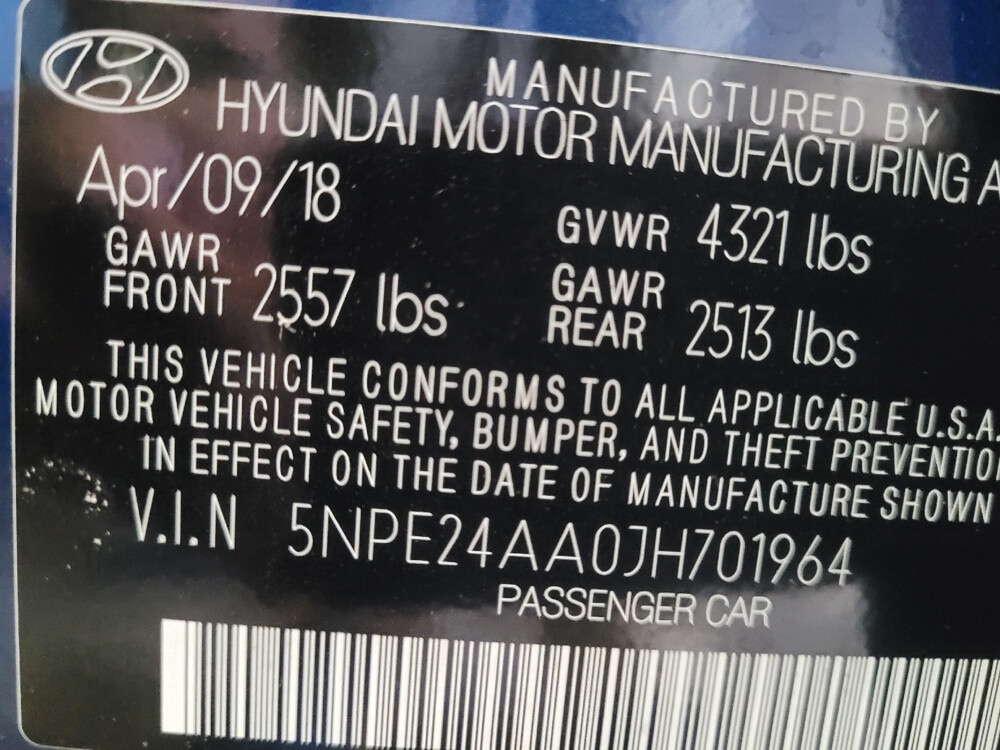 MANUFACTURED BY
HYUNDAI MOTOR MANUFACTURING A
Apr/09/18
GVWR 4321 lbs
GAWR FRONT 2557 lbs
GAWR REAR 2513 lbs
THIS VEHICLE CONFORMS TO ALL APPLICABLE U.S.A.
MOTOR VEHICLE SAFETY, BUMPER, AND THEFT PREVENTIO
IN EFFECT ON THE DATE OF MANUFACTURE SHOWN
V.I.N 5NPE24AA0JH701964
PASSENGER CAR